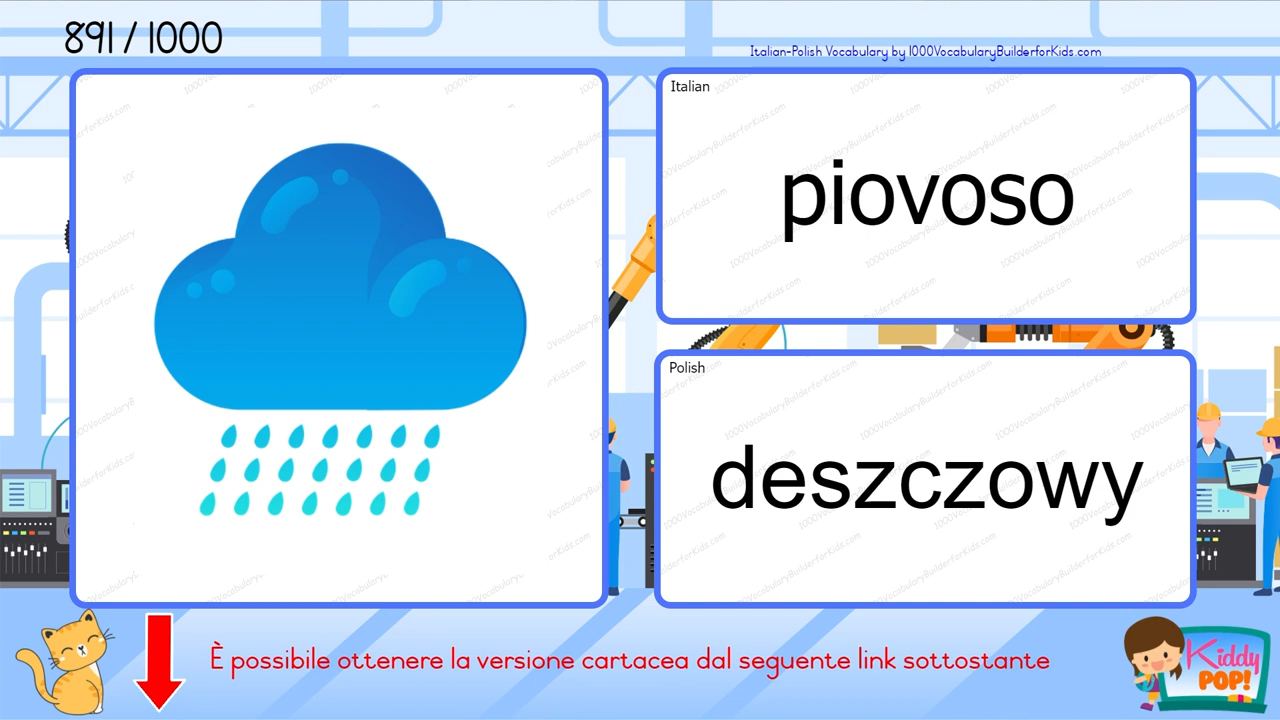 891 / 1000
Italian-Polish Vocabulary by 1000VocabularyBuilderforKids.com
Italian
piovoso
Polish
deszczowy
È possibile ottenere la versione cartacea dal seguente link sottostante
Kiddy
POP!